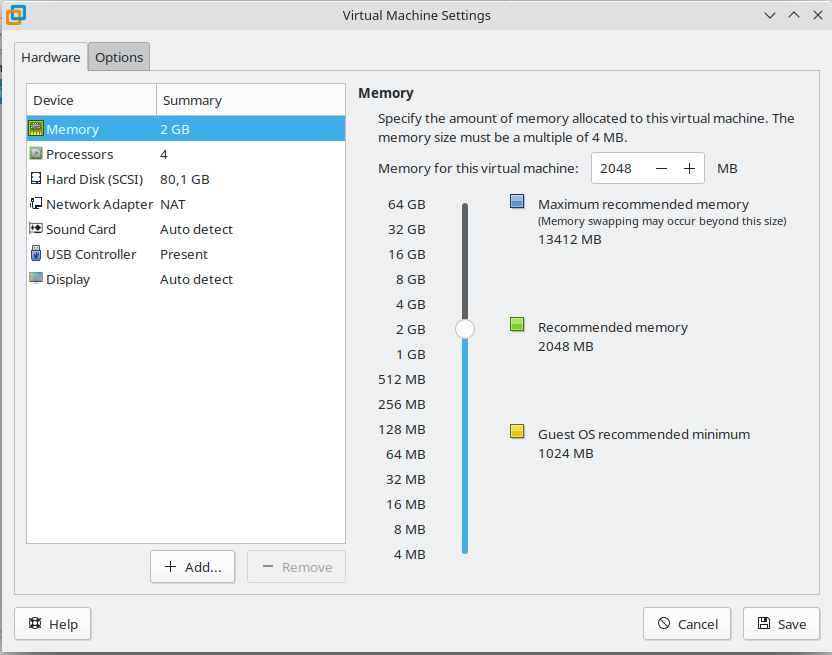 Virtual Machine Settings
Hardware Options
Device Summary
Memory 2 GB
Processors 4
Hard Disk (SCSI) 80,1 GB
Network Adapter NAT
Sound Card Auto detect
USB Controller Present
Display Auto detect
Add...
Remove
Memory
Specify the amount of memory allocated to this virtual machine. The
memory size must be a multiple of 4 MB.
Memory for this virtual machine: 2048 MB
64 GB
32 GB
16 GB
8 GB
4 GB
2 GB
1 GB
512 MB
256 MB
128 MB
64 MB
32 MB
16 MB
8 MB
4 MB
Maximum recommended memory
(Memory swapping may occur beyond this size)
13412 MB
Recommended memory
2048 MB
Guest OS recommended minimum
1024 MB
Help
Cancel
Save